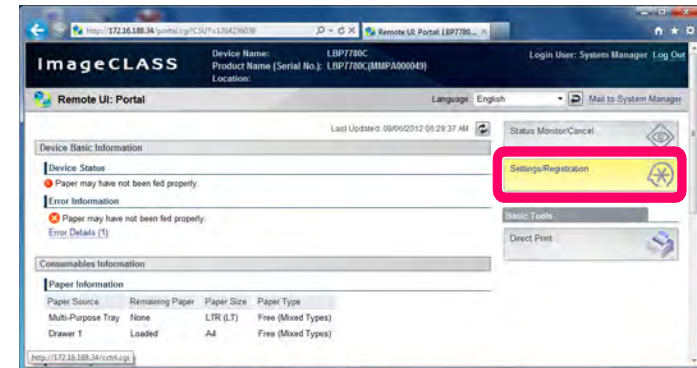 http://172.16.188.34/portal.cgi?CSUT=1204236038
Remote UI: Portal: LBP7780...
ImageCLASS
Device Name: LBP7780C
Product Name (Serial No.): LBP7780C(MMPA000049)
Location:
Login User: System Manager Log Out
Remote UI: Portal
Language: English
Mail to System Manager
Last Updated: 08/06/2012 06:29:37 AM
Device Basic Information
Device Status
Paper may have not been fed properly.
Error Information
Paper may have not been fed properly.
Error Details (1)
Consumables Information
Paper Information
Paper Source Remaining Paper Paper Size Paper Type
Multi-Purpose Tray None LTR (LT) Free (Mixed Types)
Drawer 1 Loaded A4 Free (Mixed Types)
Status Monitor/Cancel
Settings/Registration
Basic Tools
Direct Print
http://172.16.188.34/cctrl.cgi